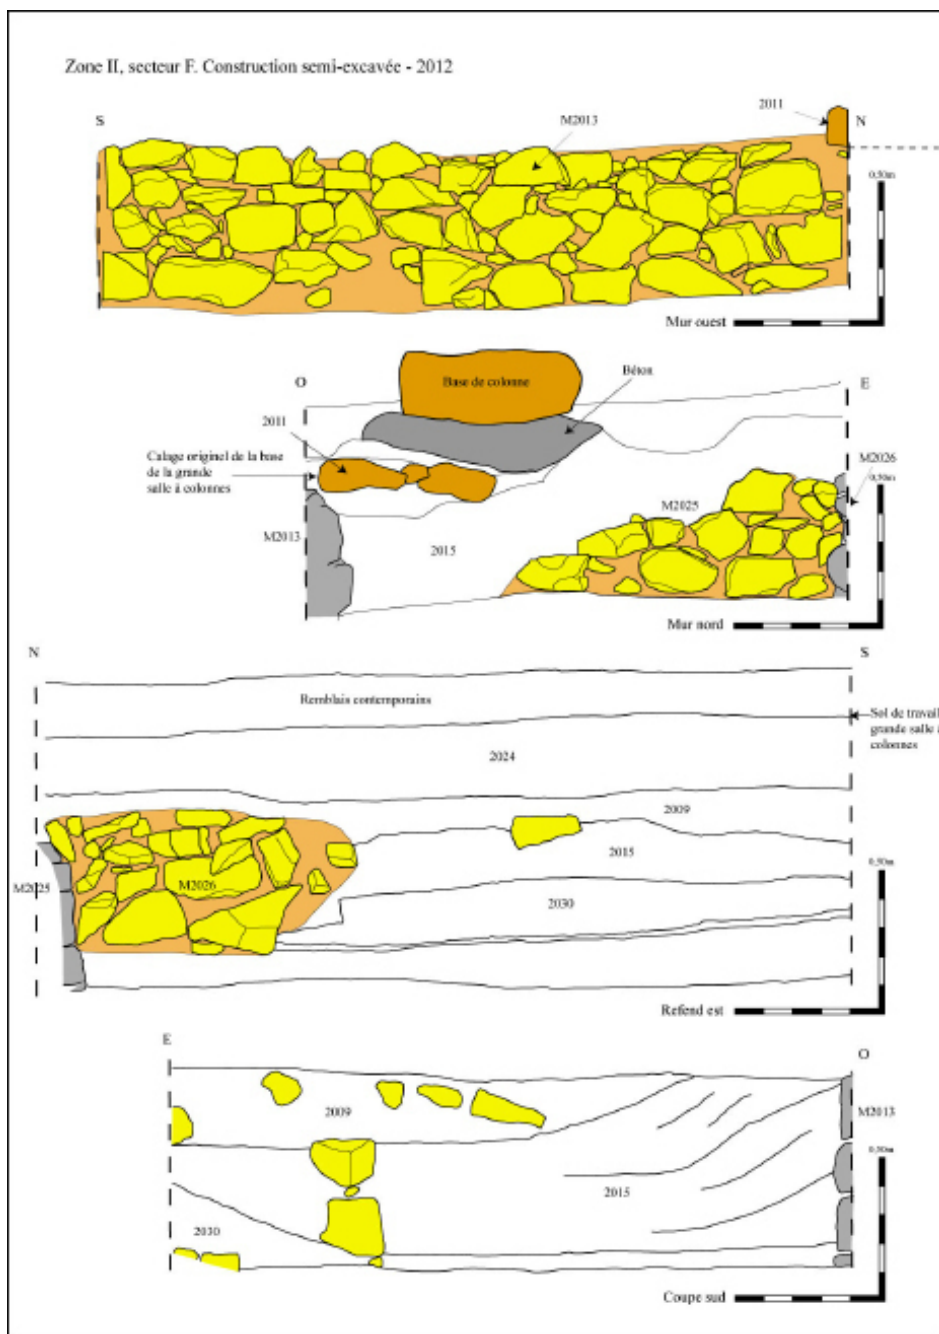 Zone II, secteur F. Construction semi-excavée - 2012
2011
S
M2013
N
0,50m
Mur ouest
O
Base de colonne
Béton
E
2011
Calage originel de la base
de la grande
salle à colonnes
M2026
0,50m
M2013
M2025
2015
Mur nord
N
S
Remblais contemporains
Sol de travail
grande salle à
colonnes
2024
2009
2015
0,50m
M2025
M2026
2030
Refend est
E
O
2009
M2013
0,50m
2015
2030
Coupe sud